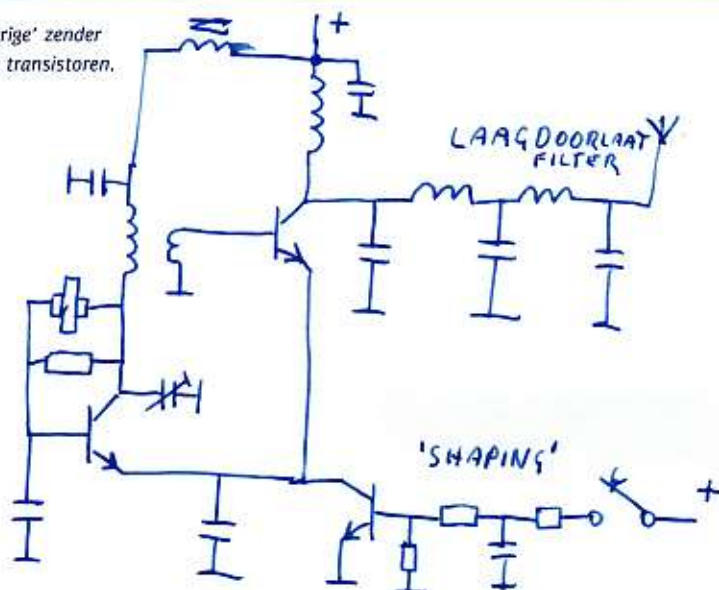 rige' zender
transistoren.
+
LAAGDOORLAAT
FILTER
'SHAPING'
+